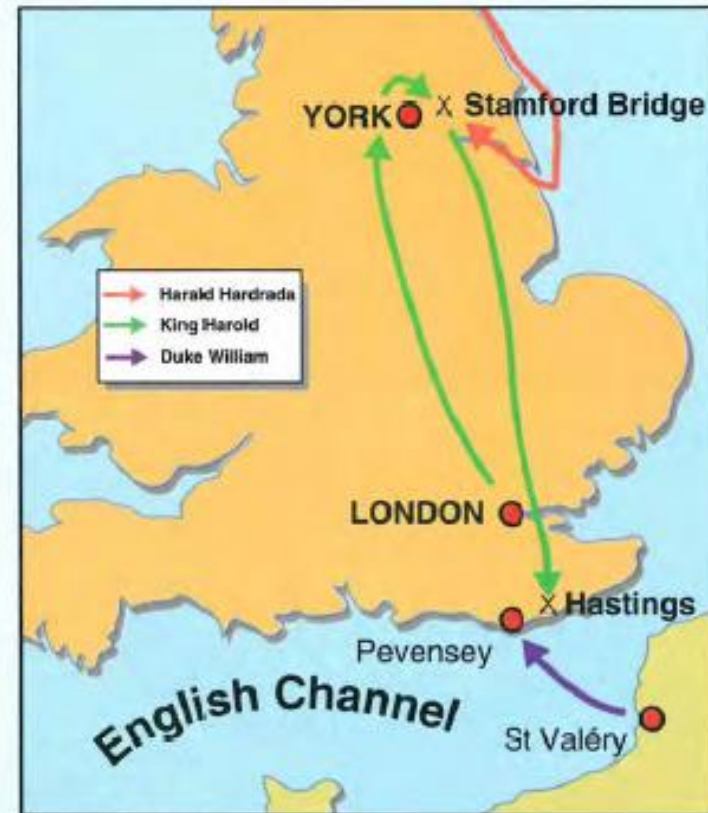 YORK
X Stamford Bridge
Harald Hardrada
King Harold
Duke William
LONDON
X Hastings
Pevensey
English Channel
St Valéry